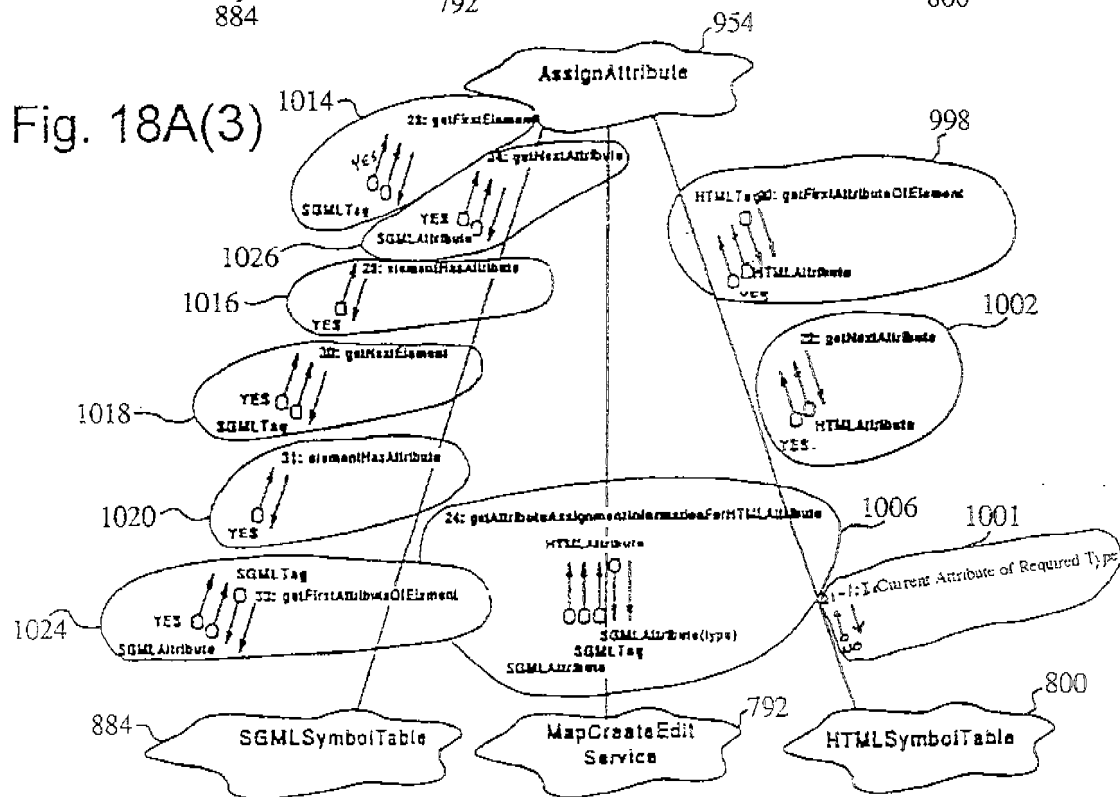 884
792
800
954
AssignAttribute
Fig. 18A(3)
1014
28: getFirstElement
YES
SGMLTag
34: getNextAttribute
YES
SGMLAttribute
1026
998
HTMLTag
20: getFirstAttributeOfElement
HTMLAttribute
YES
1016
29: elementHasAttribute
YES
1002
22: getNextAttribute
HTMLAttribute
YES
1018
30: getNextElement
YES
SGMLTag
1020
31: elementHasAttribute
YES
1006
24: getAttributeAssignmentInformationForHTMLAttribute
HTMLAttribute
SGMLAttribute(type)
SGMLTag
SGMLAttribute
1001
Current Attribute of Required Type
1024
SGMLTag
33: getFirstAttributeOfElement
YES
SGMLAttribute
884
SGMLSymbolTable
792
MapCreateEdit
Service
800
HTMLSymbolTable